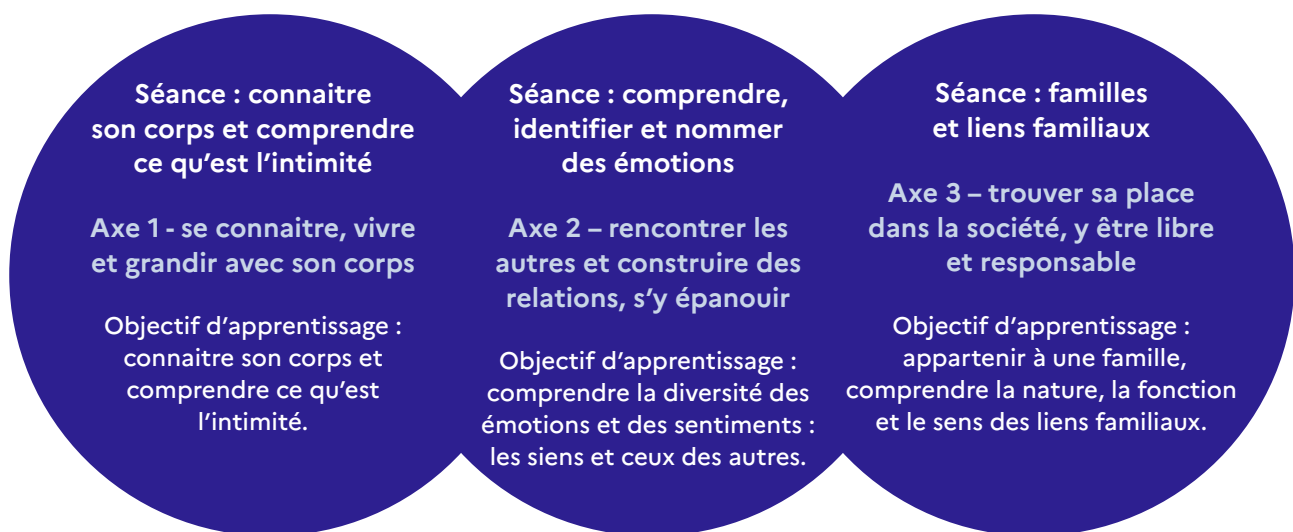 Séance : connaitre
son corps et comprendre
ce qu’est l’intimité
Axe 1 - se connaitre, vivre
et grandir avec son corps
Objectif d’apprentissage :
connaitre son corps et
comprendre ce qu’est
l’intimité.
Séance : comprendre,
identifier et nommer
des émotions
Axe 2 – rencontrer les
autres et construire des
relations, s’y épanouir
Objectif d’apprentissage :
comprendre la diversité des
émotions et des sentiments :
les siens et ceux des autres.
Séance : familles
et liens familiaux
Axe 3 – trouver sa place
dans la société, y être libre
et responsable
Objectif d’apprentissage :
appartenir à une famille,
comprendre la nature, la fonction
et le sens des liens familiaux.